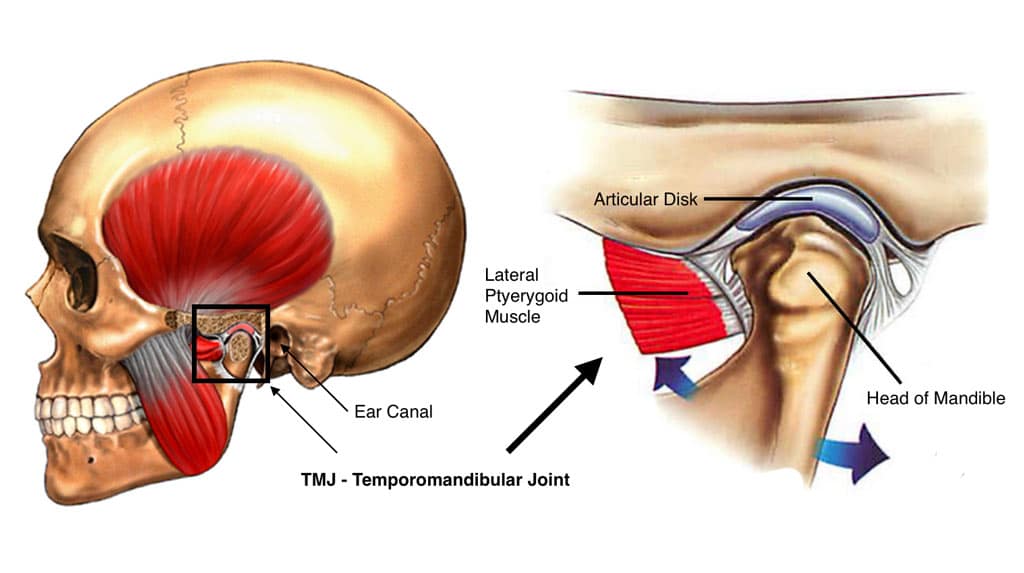 Articular Disk
Lateral
Ptyerygoid
Muscle
Head of Mandible
Ear Canal
TMJ - Temporomandibular Joint